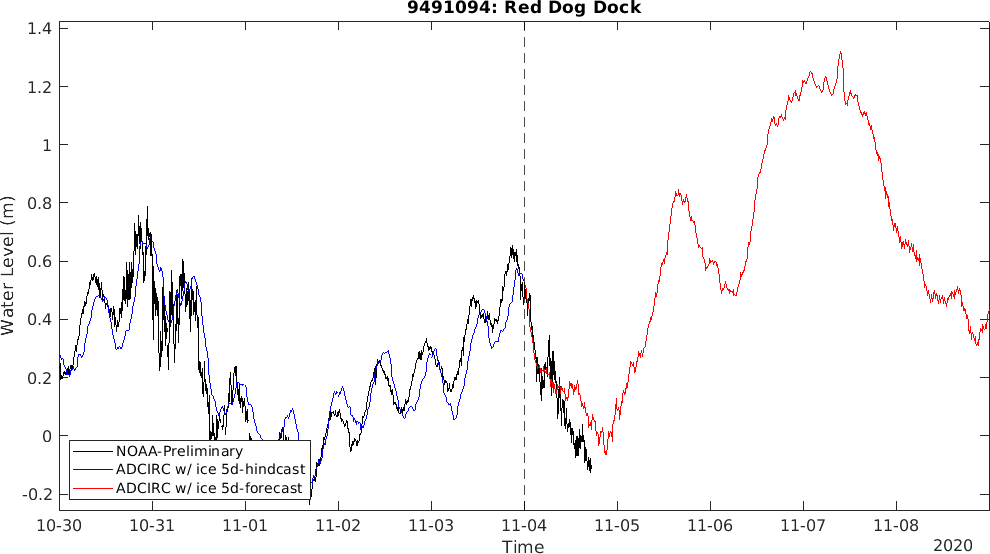 9491094: Red Dog Dock
Water Level (m)
1.4
1.2
1
0.8
0.6
0.4
0.2
0
-0.2
NOAA-Preliminary
ADCIRC w/ ice 5d-hindcast
ADCIRC w/ ice 5d-forecast
10-30 10-31 11-01 11-02 11-03 11-04 11-05 11-06 11-07 11-08
Time
2020